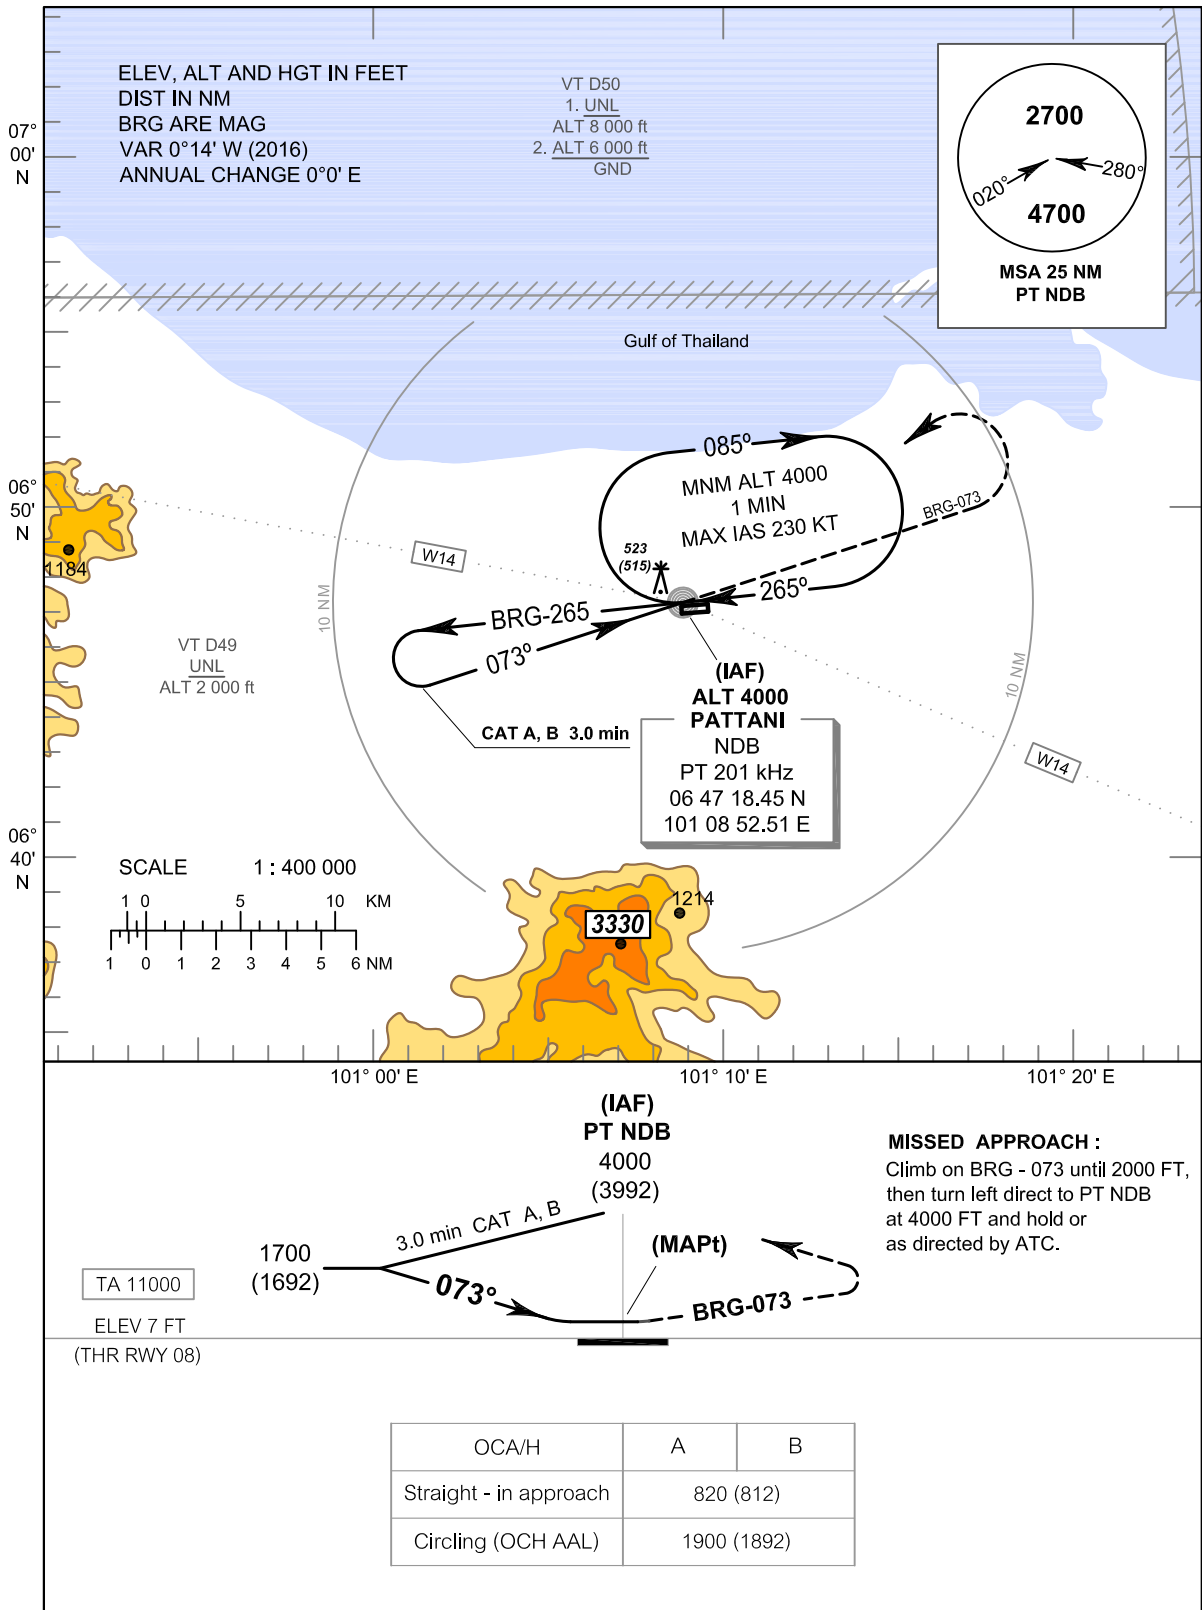 ELEV, ALT AND HGT IN FEET
DIST IN NM
BRG ARE MAG
VAR 0°14' W (2016)
ANNUAL CHANGE 0°0' E
VT D50
1. UNL
ALT 8 000 ft
2. ALT 6 000 ft
GND
2700
020°
280°
4700
MSA 25 NM
PT NDB
07°
00'
N
Gulf of Thailand
085º
MNM ALT 4000
1 MIN
MAX IAS 230 KT
BRG-073
06°
50'
N
1184
W14
523
(515)
265º
BRG-265
073º
10 NM
10 NM
VT D49
UNL
ALT 2 000 ft
CAT A, B 3.0 min
(IAF)
ALT 4000
PATTANI
NDB
PT 201 kHz
06 47 18.45 N
101 08 52.51 E
W14
06°
40'
N
SCALE 1 : 400 000
1 0 5 10 KM
1 0 1 2 3 4 5 6 NM
1214
3330
101° 00' E
101° 10' E
101° 20' E
(IAF)
PT NDB
4000
(3992)
MISSED APPROACH :
Climb on BRG - 073 until 2000 FT,
then turn left direct to PT NDB
at 4000 FT and hold or
as directed by ATC.
3.0 min CAT A, B
1700
(1692)
073°
(MAPt)
BRG-073
TA 11000
ELEV 7 FT
(THR RWY 08)
OCA/H A B
Straight - in approach 820 (812)
Circling (OCH AAL) 1900 (1892)